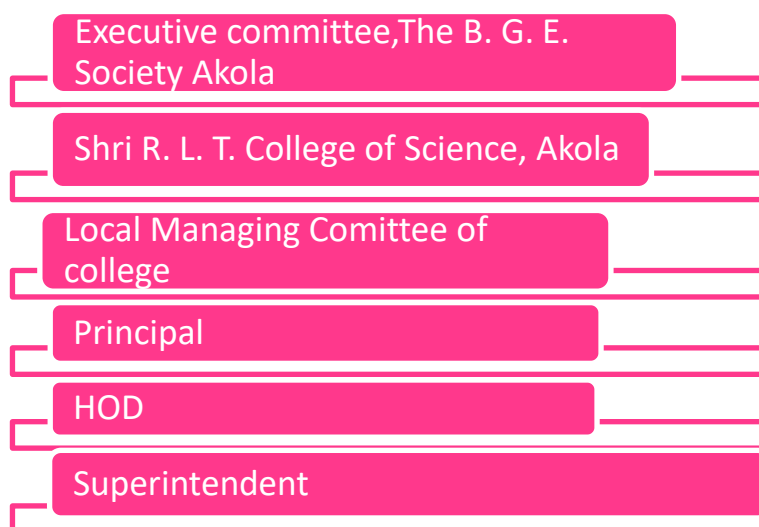 Executive committee,The B. G. E.
Society Akola
Shri R. L. T. College of Science, Akola
Local Managing Comittee of
college
Principal
HOD
Superintendent